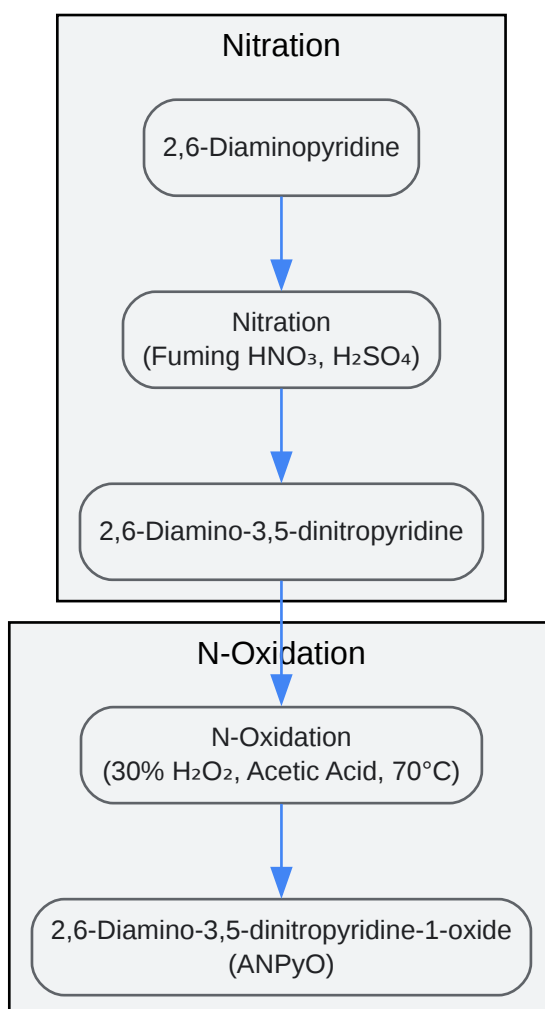 Nitration
2,6-Diaminopyridine
Nitration
(Fuming HNO₃, H₂SO₄)
2,6-Diamino-3,5-dinitropyridine
N-Oxidation
N-Oxidation
(30% H₂O₂, Acetic Acid, 70°C)
2,6-Diamino-3,5-dinitropyridine-1-oxide
(ANPyO)